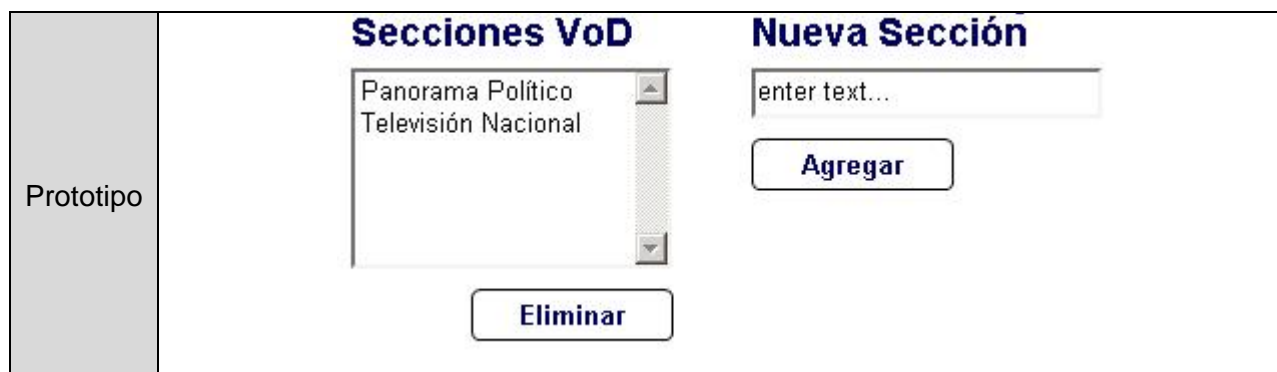 Prototipo
Secciones VoD
Panorama Político
Televisión Nacional
Eliminar
Nueva Sección
enter text...
Agregar